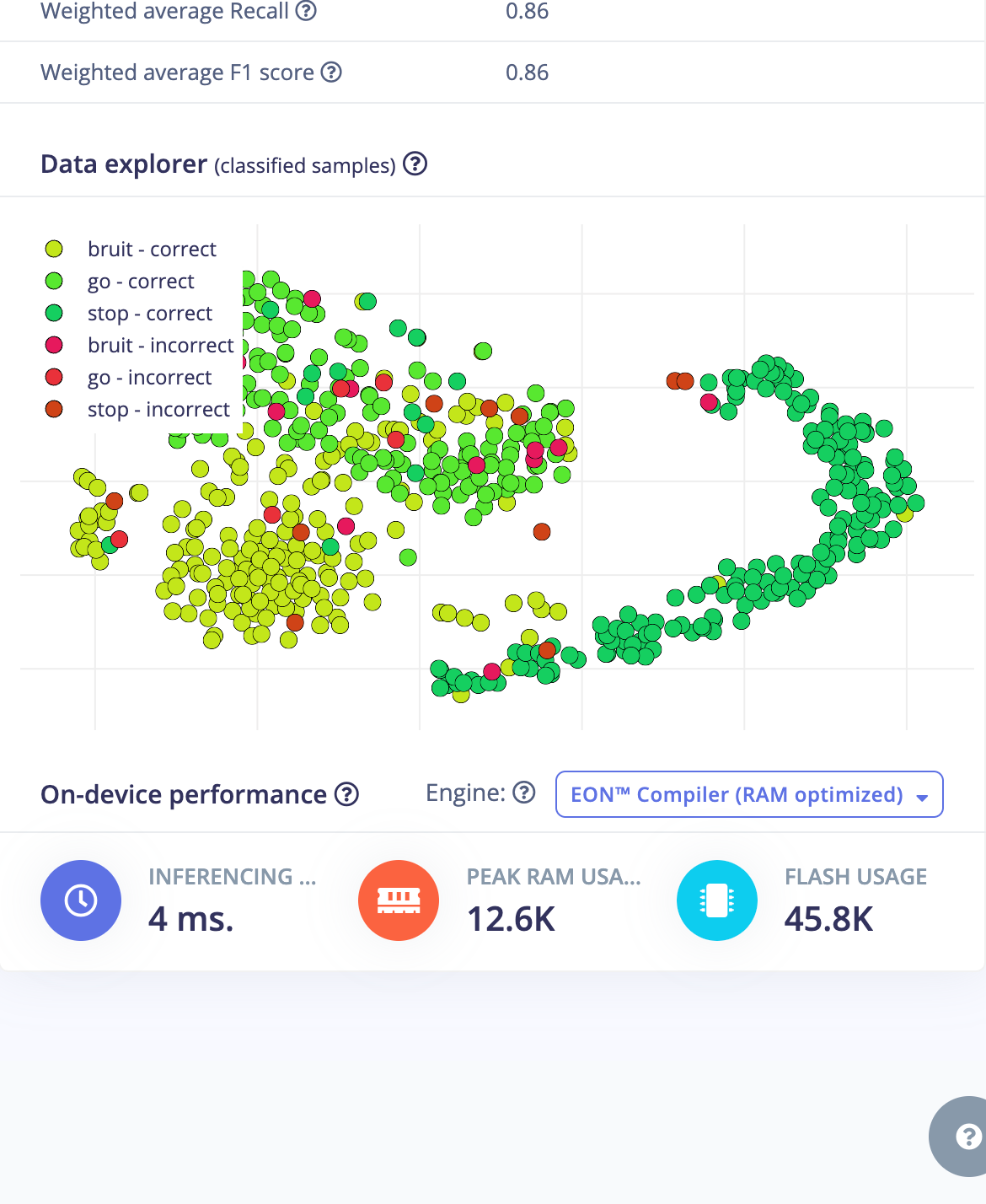 Weighted average Recall ?
0.86
Weighted average F1 score ?
0.86
Data explorer (classified samples) ?
bruit - correct
go - correct
stop - correct
bruit - incorrect
go - incorrect
stop - incorrect
On-device performance ?
Engine: ?
EON™ Compiler (RAM optimized)
INFERENCING ...
4 ms.
PEAK RAM USA...
12.6K
FLASH USAGE
45.8K
?